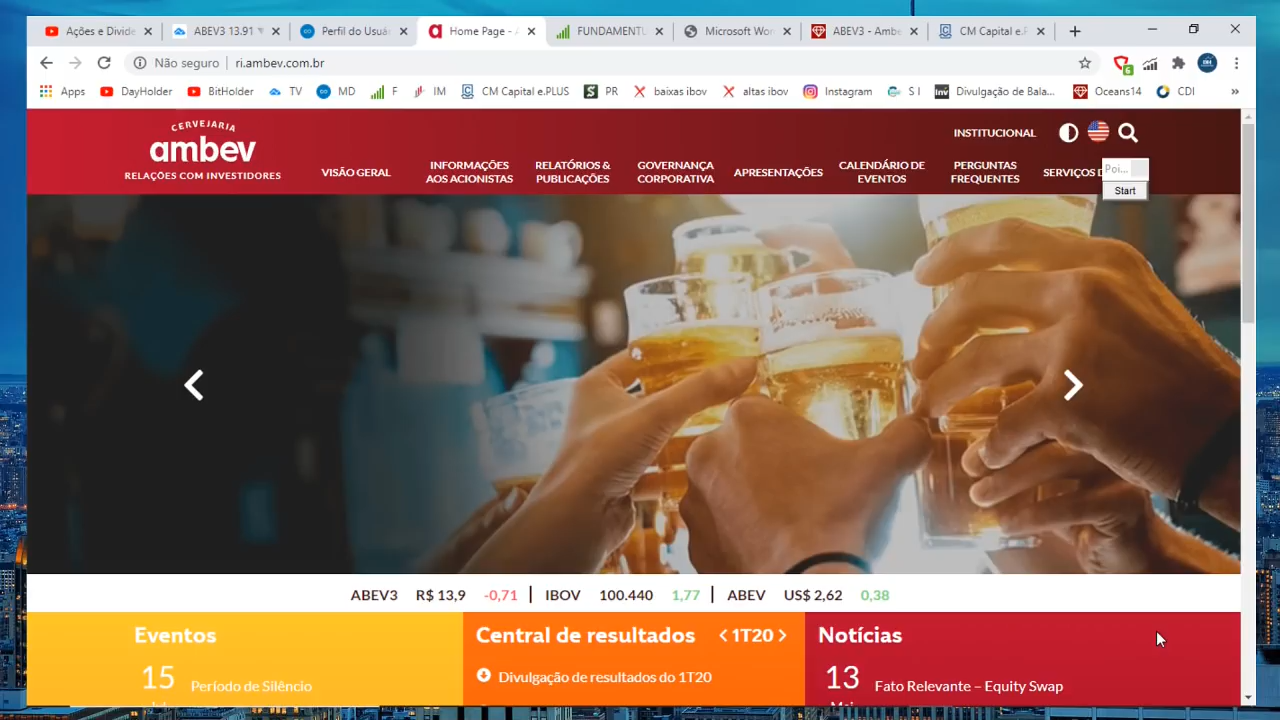 Ações e Divide
ABEV3 13.91
Perfil do Usuá
Home Page - A
FUNDAMENTU
Microsoft Wor
ABEV3 - Ambe
CM Capital e.P
Não seguro
ri.ambev.com.br
6
Apps
DayHolder
BitHolder
TV
MD
F
IM
CM Capital e.PLUS
PR
baixas ibov
altas ibov
Instagram
S I
Inv
Divulgação de Bala...
Oceans14
CDI
»
CERVEJARIA
ambev
RELAÇÕES COM INVESTIDORES
INSTITUCIONAL
VISÃO GERAL
INFORMAÇÕES
AOS ACIONISTAS
RELATÓRIOS &
PUBLICAÇÕES
GOVERNANÇA
CORPORATIVA
APRESENTAÇÕES
CALENDÁRIO DE
EVENTOS
PERGUNTAS
FREQUENTES
SERVIÇOS D
Poi...
Start
ABEV3 R$ 13,9 -0,71 | IBOV 100.440 1,77 | ABEV US$ 2,62 0,38
Eventos
15 Período de Silêncio
Central de resultados
1T20
Divulgação de resultados do 1T20
Notícias
13 Fato Relevante – Equity Swap